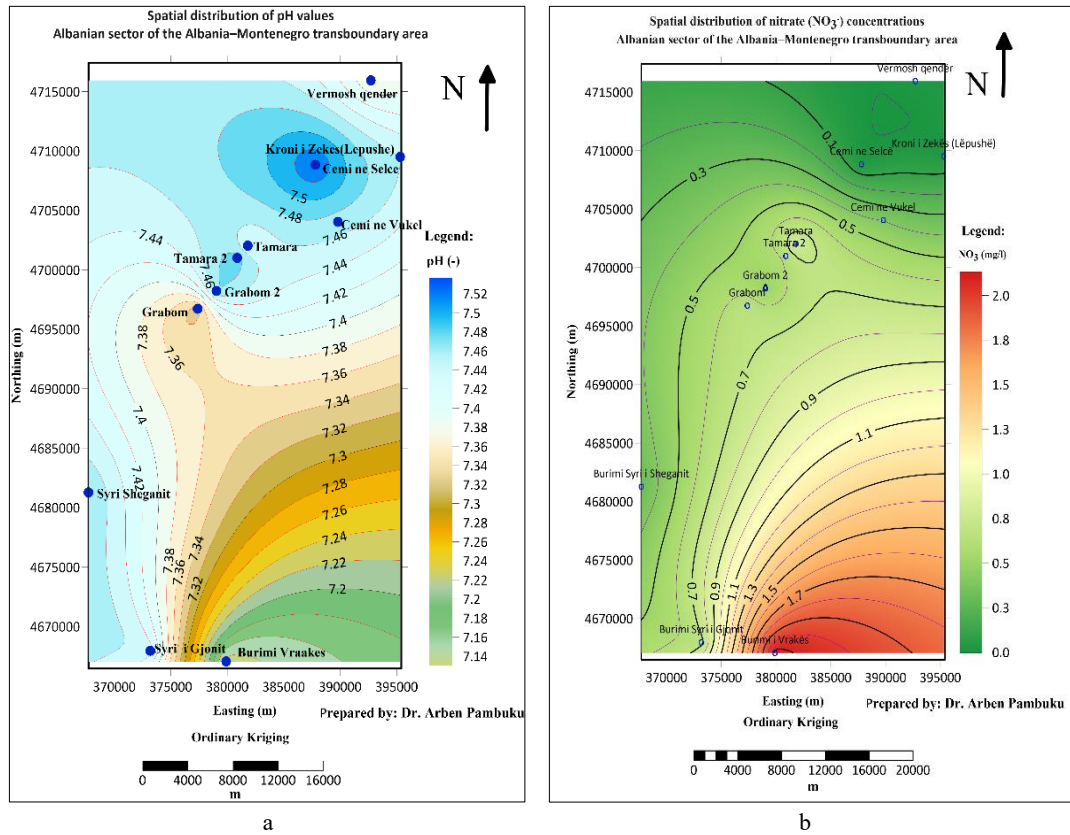 Spatial distribution of pH values
Albanian sector of the Albania–Montenegro transboundary area
N
4715000
4710000
4705000
4700000
4695000
4690000
4685000
4680000
4675000
4670000
Northing (m)
Vermosh qender
Kroni i Zekes(Lepushe)
Cemi ne Selce
7.5
7.48
Cemi ne Vukel
7.46
7.44
Tamara
Tamara 2
7.46
7.44
Grabom 2
7.42
Grabom
7.4
7.38
7.38
7.36
7.36
7.34
7.4
7.32
7.3
7.42
7.28
Syri Sheganit
7.26
7.24
7.38
7.34
7.36
7.22
7.32
7.2
Syri i Gjonit
Burimi Vraakes
370000 375000 380000 385000 390000 395000
Easting (m)
Prepared by: Dr. Arben Pambuku
Ordinary Kriging
0 4000 8000 12000 16000
m
Legend:
pH (-)
7.52
7.5
7.48
7.46
7.44
7.42
7.4
7.38
7.36
7.34
7.32
7.3
7.28
7.26
7.24
7.22
7.2
7.18
7.16
7.14
a
Spatial distribution of nitrate (NO₃⁻) concentrations
Albanian sector of the Albania–Montenegro transboundary area
N
4715000
4710000
4705000
4700000
4695000
4690000
4685000
4680000
4675000
4670000
Northing (m)
Vermosh qender
0.1
Kroni i Zekës (Lëpushë)
Cemi ne Selcë
0.3
Cemi ne Vukel
0.5
Tamara
Tamara 2
Grabom 2
Grabom
0.5
0.7
0.9
1.1
Burimi Syri i Sheganit
0.7
0.9
1.1
1.3
1.5
1.7
Burimi Syri i Gjonit
Burimi i Vrakës
370000 375000 380000 385000 390000 395000
Easting (m)
Prepared by: Dr. Arben Pambuku
Ordinary Kriging
0 4000 8000 12000 16000 20000
m
Legend:
NO₃ (mg/l)
2.0
1.8
1.5
1.3
1.0
0.8
0.5
0.3
0.0
b